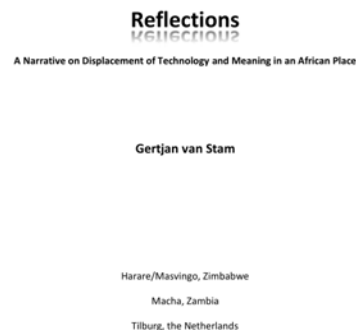 Reflections
A Narrative on Displacement of Technology and Meaning in an African Place
Gertjan van Stam
Harare/Masvingo, Zimbabwe
Macha, Zambia
Tilburg, the Netherlands